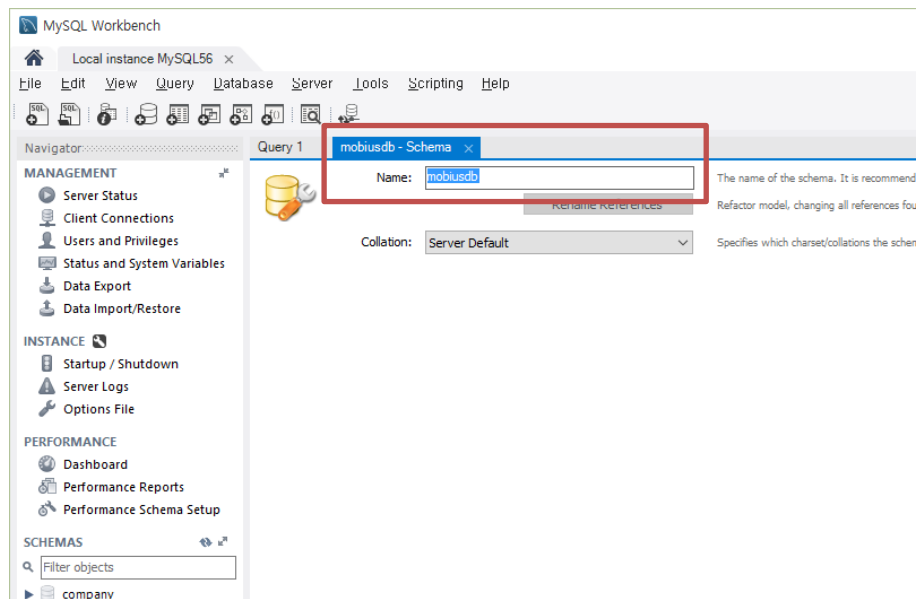 MySQL Workbench
Local instance MySQL56 ×
File Edit View Query Database Server Tools Scripting Help
Navigator
Query 1
mobiusdb - Schema ×
MANAGEMENT
Server Status
Client Connections
Users and Privileges
Status and System Variables
Data Export
Data Import/Restore
INSTANCE
Startup / Shutdown
Server Logs
Options File
PERFORMANCE
Dashboard
Performance Reports
Performance Schema Setup
SCHEMAS
Filter objects
company
Name: mobiusdb
The name of the schema. It is recommend
Rename References
Refactor model, changing all references fou
Collation: Server Default
Specifies which charset/collations the schem